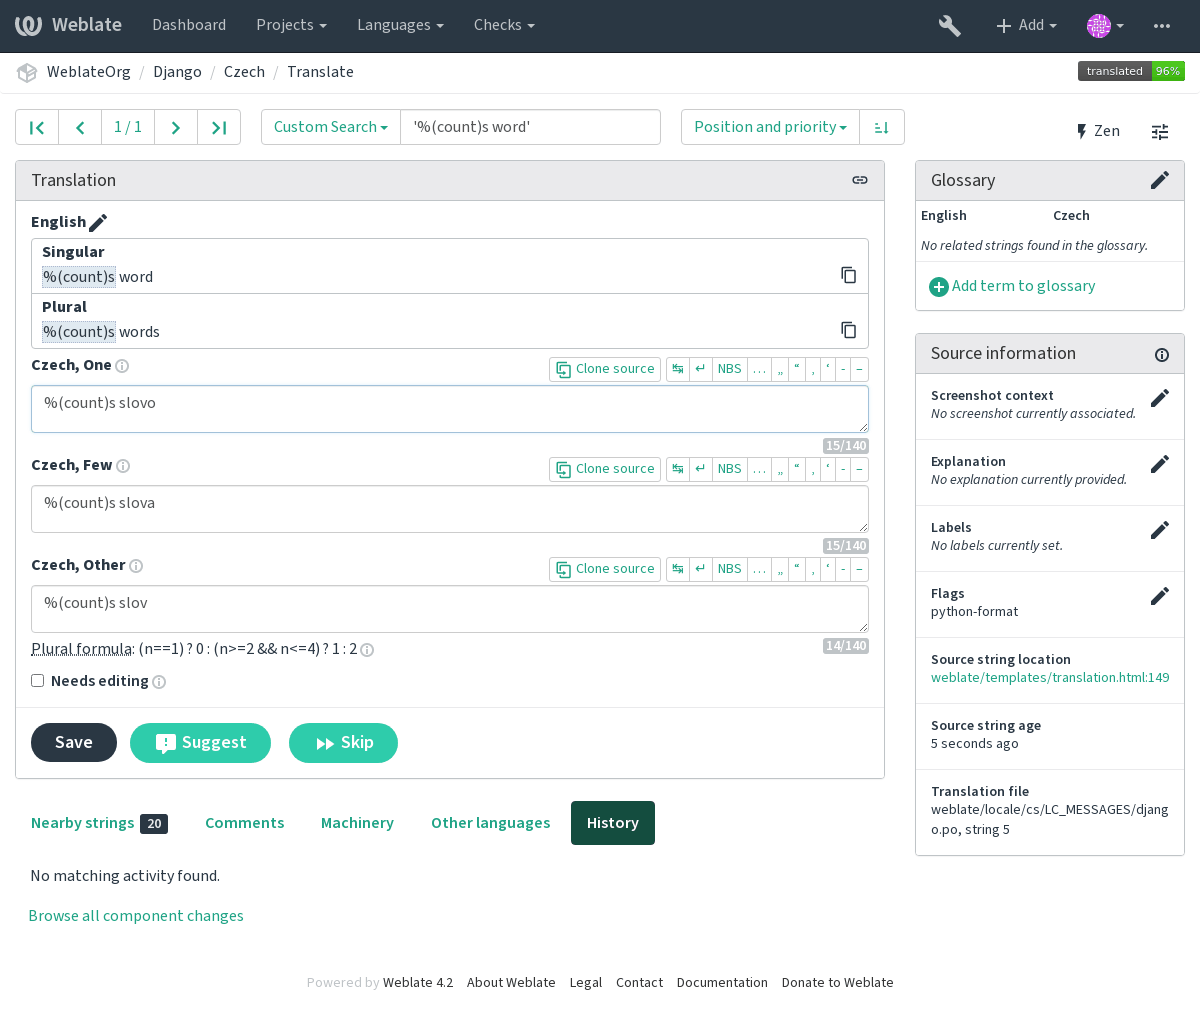 Weblate Dashboard Projects Languages Checks Add
WeblateOrg / Django / Czech / Translate
translated 96%
1 / 1 Custom Search '%(count)s word' Position and priority
Zen
Translation
English
Singular
%(count)s word
Plural
%(count)s words
Czech, One Clone source ↹ ↵ NBS … „ “ ‚ ‘ - –
%(count)s slovo
15/140
Czech, Few Clone source ↹ ↵ NBS … „ “ ‚ ‘ - –
%(count)s slova
15/140
Czech, Other Clone source ↹ ↵ NBS … „ “ ‚ ‘ - –
%(count)s slov
14/140
Plural formula: (n==1) ? 0 : (n>=2 && n<=4) ? 1 : 2
Needs editing
Save Suggest Skip
Nearby strings 20 Comments Machinery Other languages History
No matching activity found.
Browse all component changes
Glossary
English Czech
No related strings found in the glossary.
Add term to glossary
Source information
Screenshot context
No screenshot currently associated.
Explanation
No explanation currently provided.
Labels
No labels currently set.
Flags
python-format
Source string location
weblate/templates/translation.html:149
Source string age
5 seconds ago
Translation file
weblate/locale/cs/LC_MESSAGES/djang
o.po, string 5
Powered by Weblate 4.2 About Weblate Legal Contact Documentation Donate to Weblate